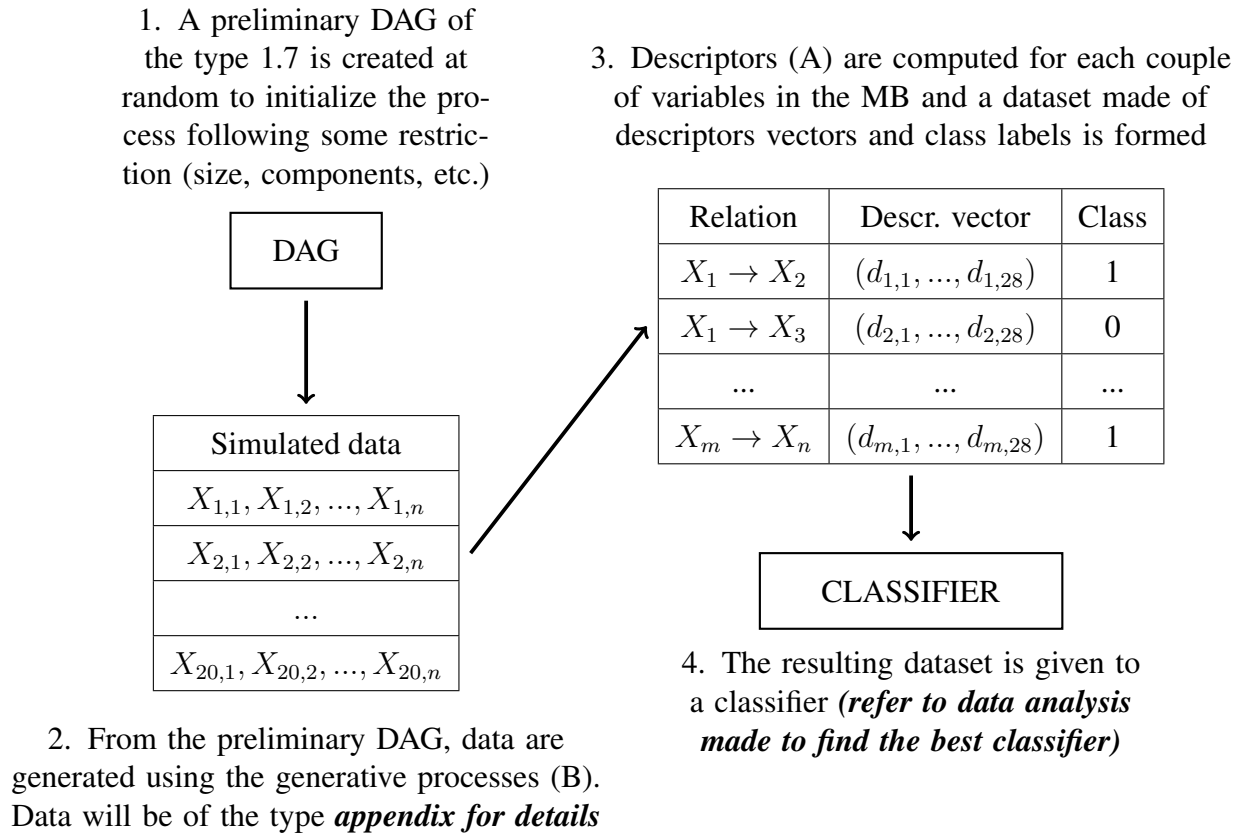 1. A preliminary DAG of
the type 1.7 is created at
random to initialize the pro-
cess following some restric-
tion (size, components, etc.)
DAG
Simulated data
X_{1,1}, X_{1,2}, ..., X_{1,n}
X_{2,1}, X_{2,2}, ..., X_{2,n}
...
X_{20,1}, X_{20,2}, ..., X_{20,n}
2. From the preliminary DAG, data are
generated using the generative processes (B).
Data will be of the type appendix for details
3. Descriptors (A) are computed for each couple
of variables in the MB and a dataset made of
descriptors vectors and class labels is formed
Relation Descr. vector Class
X_1 → X_2 (d_{1,1}, ..., d_{1,28}) 1
X_1 → X_3 (d_{2,1}, ..., d_{2,28}) 0
... ... ...
X_m → X_n (d_{m,1}, ..., d_{m,28}) 1
CLASSIFIER
4. The resulting dataset is given to
a classifier (refer to data analysis
made to find the best classifier)